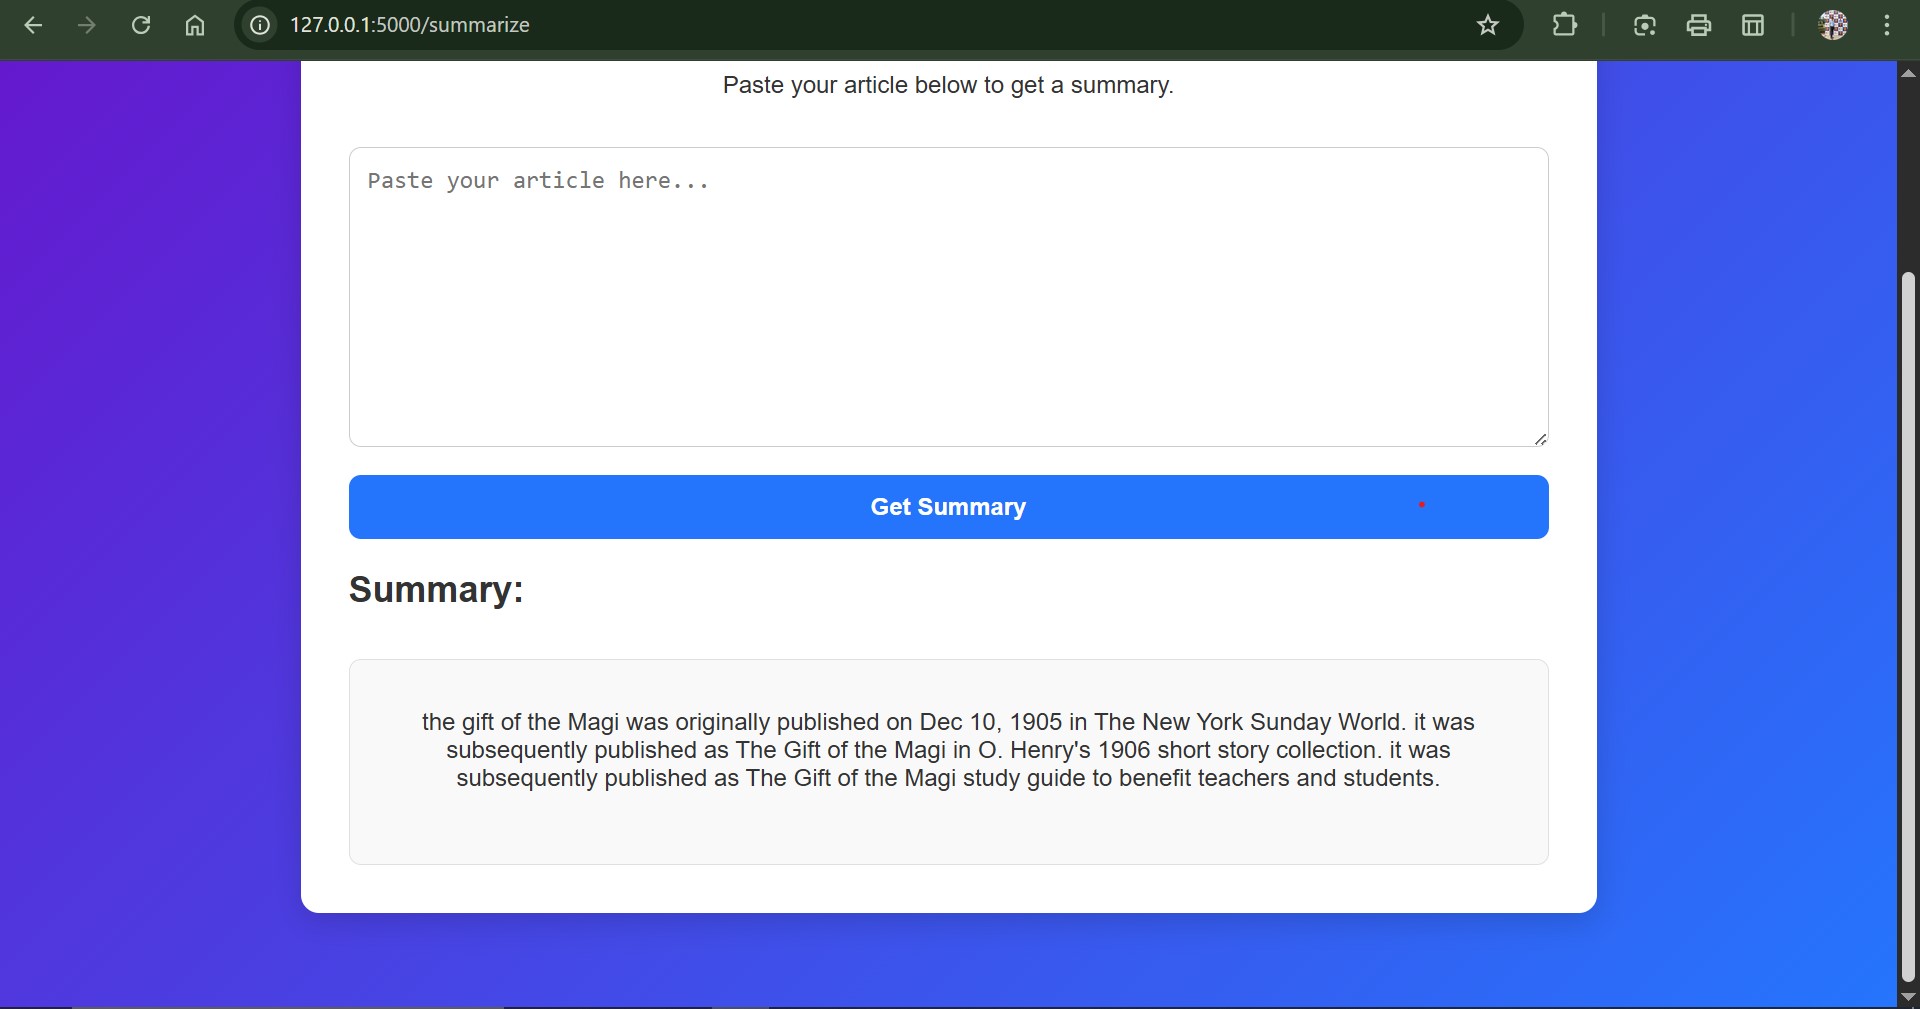 127.0.0.1:5000/summarize
Paste your article below to get a summary.
Paste your article here...
Get Summary
Summary:
the gift of the Magi was originally published on Dec 10, 1905 in The New York Sunday World. it was
subsequently published as The Gift of the Magi in O. Henry's 1906 short story collection. it was
subsequently published as The Gift of the Magi study guide to benefit teachers and students.